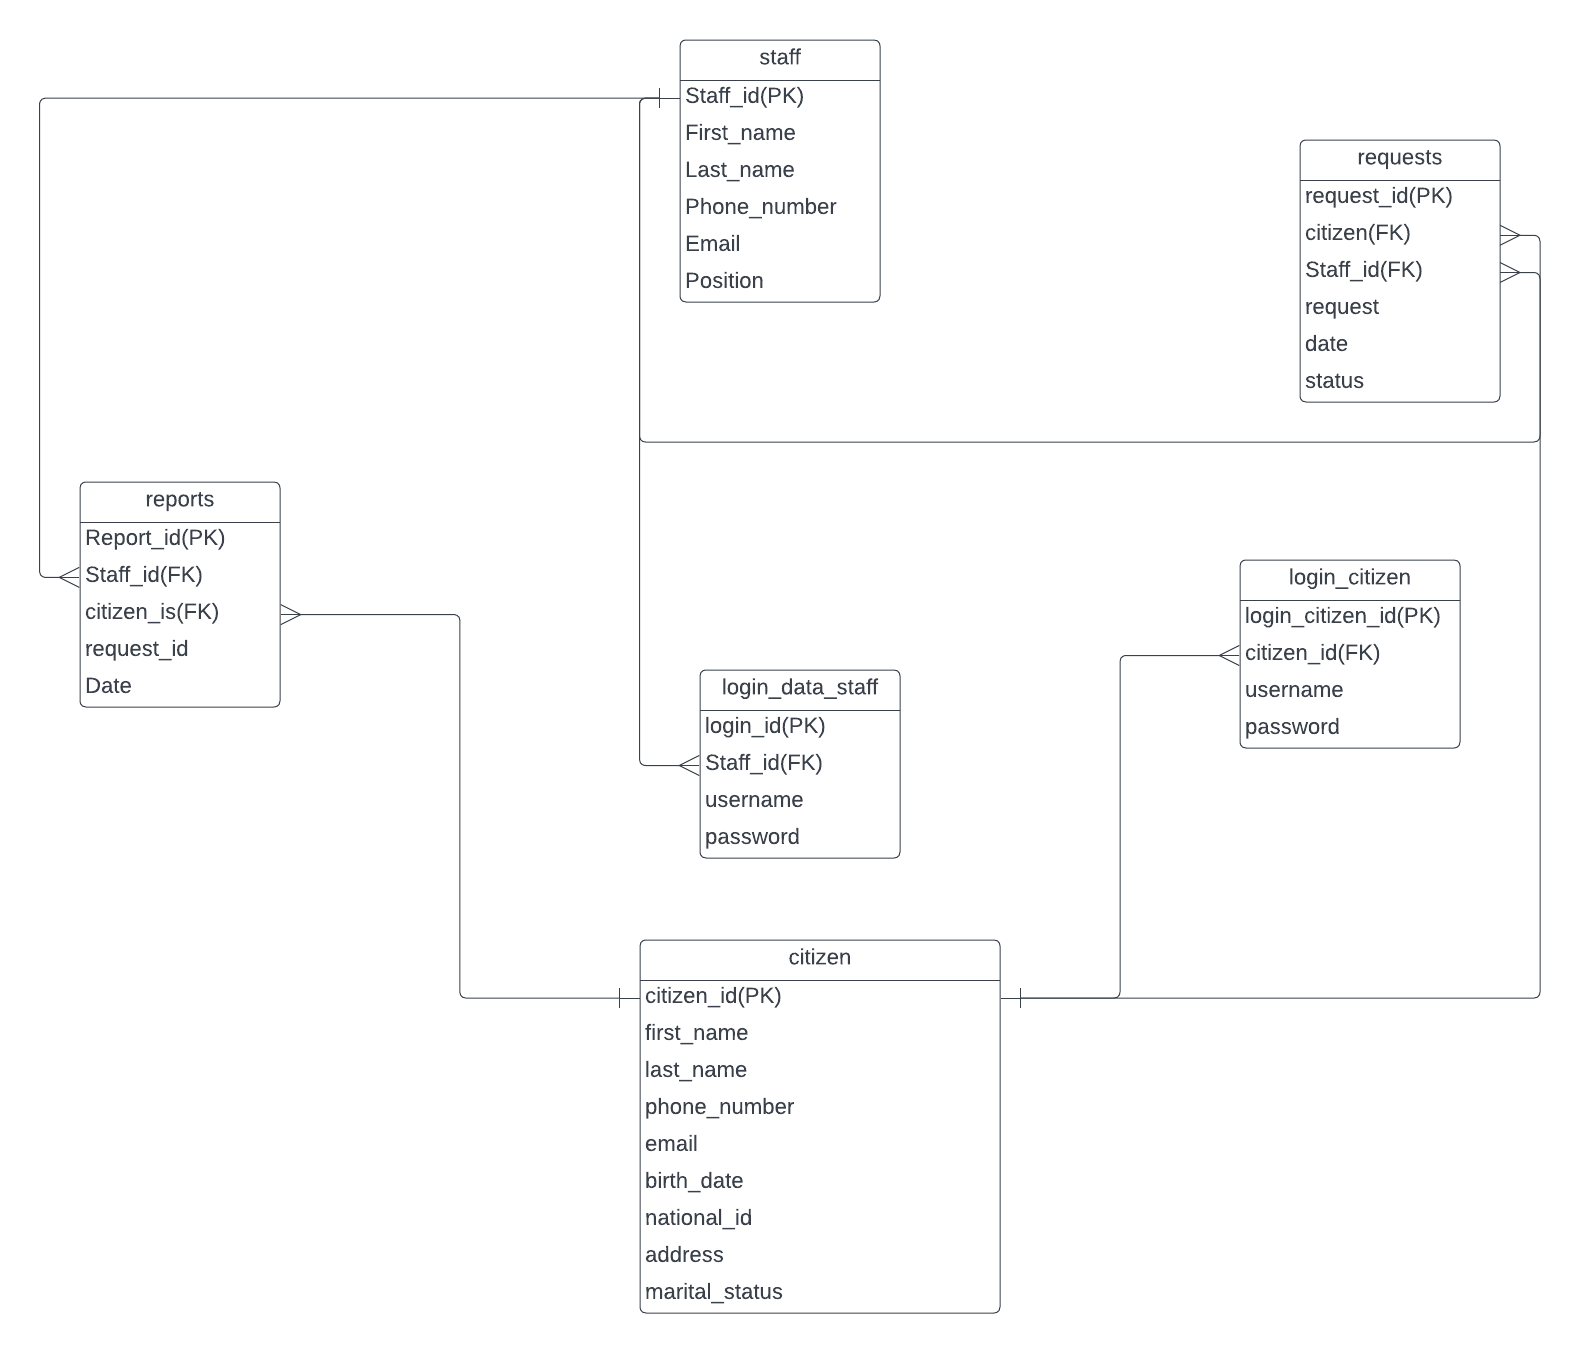 staff
Staff_id(PK)
First_name
Last_name
Phone_number
Email
Position
requests
request_id(PK)
citizen(FK)
Staff_id(FK)
request
date
status
reports
Report_id(PK)
Staff_id(FK)
citizen_is(FK)
request_id
Date
login_citizen
login_citizen_id(PK)
citizen_id(FK)
username
password
login_data_staff
login_id(PK)
Staff_id(FK)
username
password
citizen
citizen_id(PK)
first_name
last_name
phone_number
email
birth_date
national_id
address
marital_status